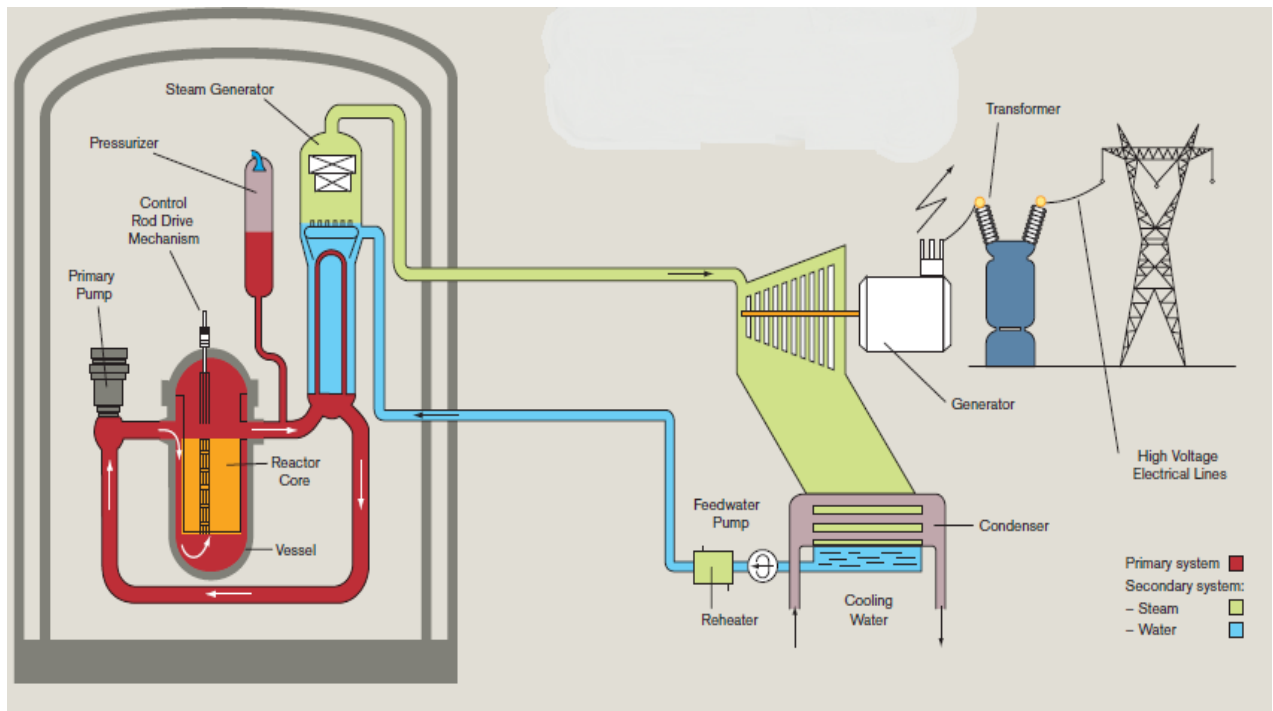 Steam Generator
Pressurizer
Control
Rod Drive
Mechanism
Primary
Pump
Reactor
Core
Vessel
Transformer
Generator
High Voltage
Electrical Lines
Feedwater
Pump
Condenser
Reheater
Cooling
Water
Primary system
Secondary system:
– Steam
– Water